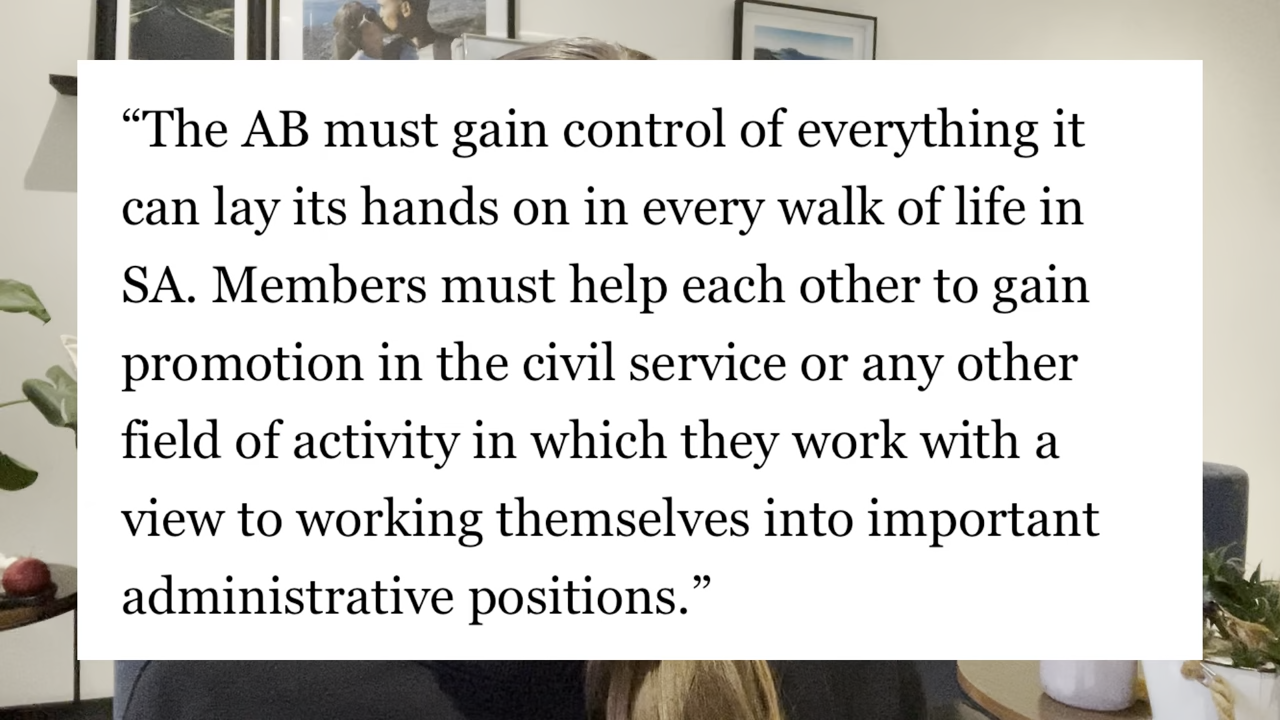 “The AB must gain control of everything it
can lay its hands on in every walk of life in
SA. Members must help each other to gain
promotion in the civil service or any other
field of activity in which they work with a
view to working themselves into important
administrative positions.”